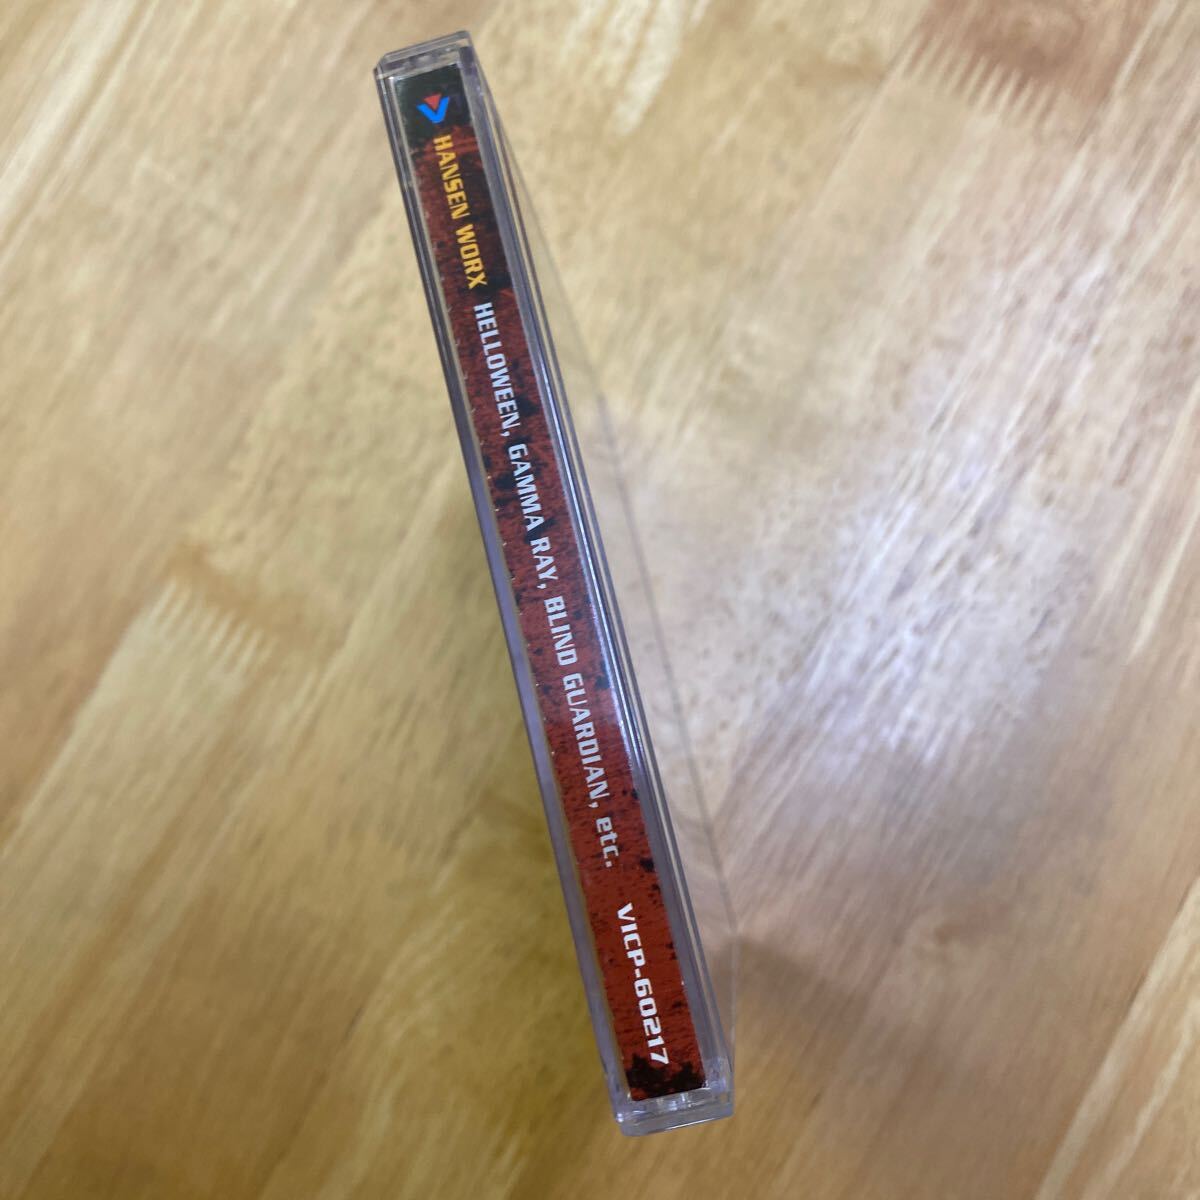 HANSEN WORX HELLOWEEN, GAMMA RAY, BLIND GUARDIAN, etc. VICP-60217